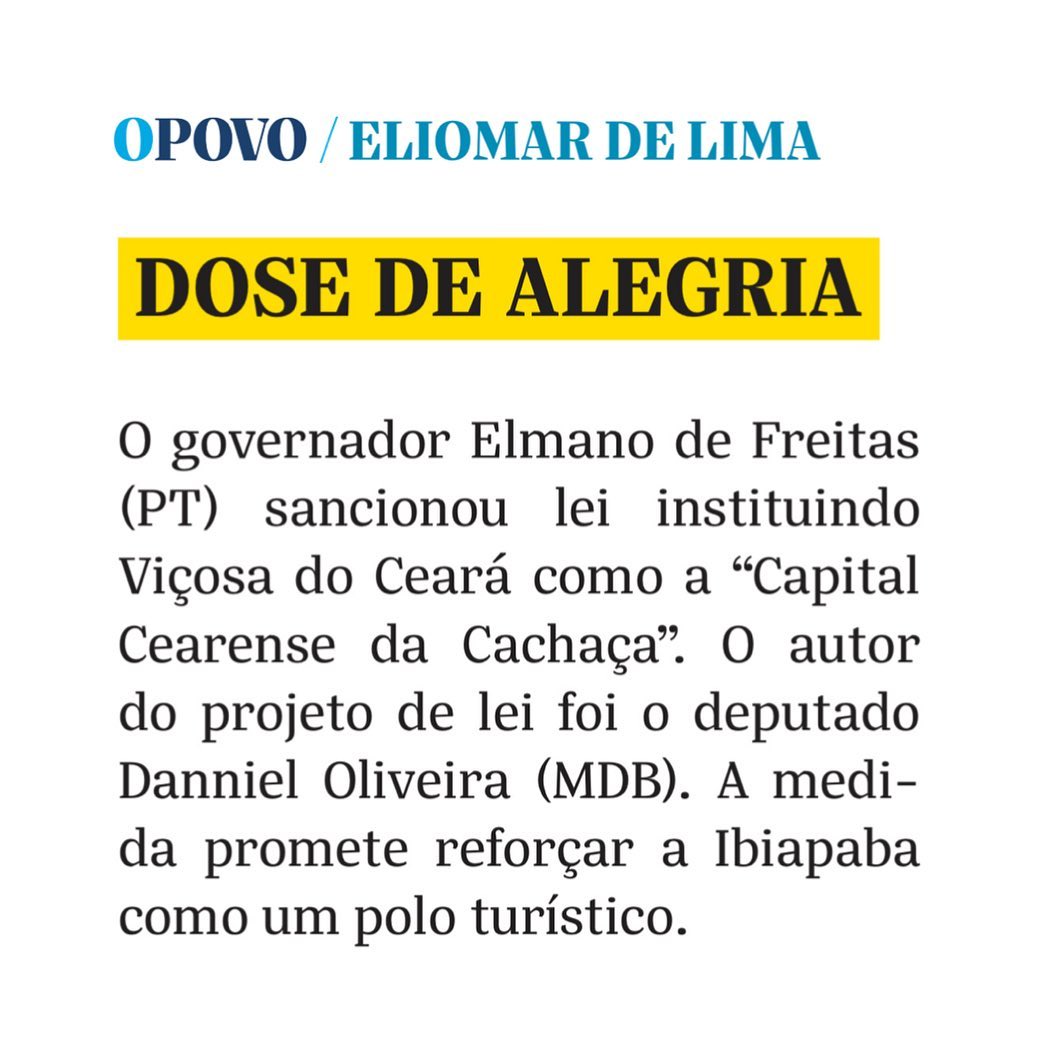 OPOVO / ELIOMAR DE LIMA
DOSE DE ALEGRIA
O governador Elmano de Freitas
(PT) sancionou lei instituindo
Viçosa do Ceará como a “Capital
Cearense da Cachaça”. O autor
do projeto de lei foi o deputado
Danniel Oliveira (MDB). A medi-
da promete reforçar a Ibiapaba
como um polo turístico.